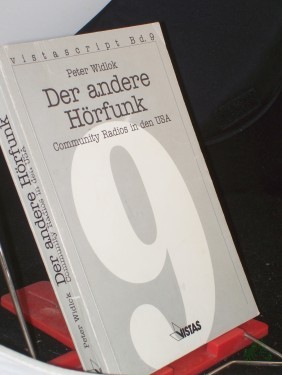 vistascript Bd.9
Peter Widlok
Der andere
Hörfunk
Community Radios in den USA
9
VISTAS
Peter Widlok
Der andere Hörfunk
Community Radios in den USA